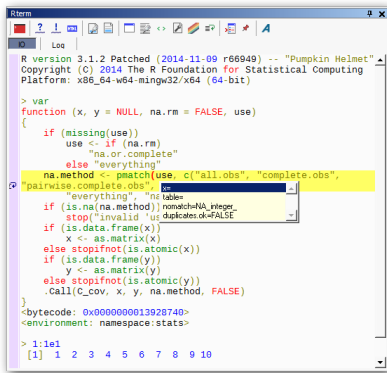 Rterm
IO Log
R version 3.1.2 Patched (2014-11-09 r66949) -- "Pumpkin Helmet"
Copyright (C) 2014 The R Foundation for Statistical Computing
Platform: x86_64-w64-mingw32/x64 (64-bit)
> var
function (x, y = NULL, na.rm = FALSE, use)
{
    if (missing(use))
        use <- if (na.rm)
            "na.or.complete"
        else "everything"
    na.method <- pmatch(use, c("all.obs", "complete.obs",
"pairwise.complete.obs",
        "everything", "na
    if (is.na(na.method))
        stop("invalid 'us
x=
table=
nomatch=NA_integer_
duplicates.ok=FALSE
    if (is.data.frame(x))
        x <- as.matrix(x)
    else stopifnot(is.atomic(x))
    if (is.data.frame(y))
        y <- as.matrix(y)
    else stopifnot(is.atomic(y))
    .Call(C_cov, x, y, na.method, FALSE)
}
<bytecode: 0x0000000013928740>
<environment: namespace:stats>
> 1:1e1
 [1]  1  2  3  4  5  6  7  8  9 10